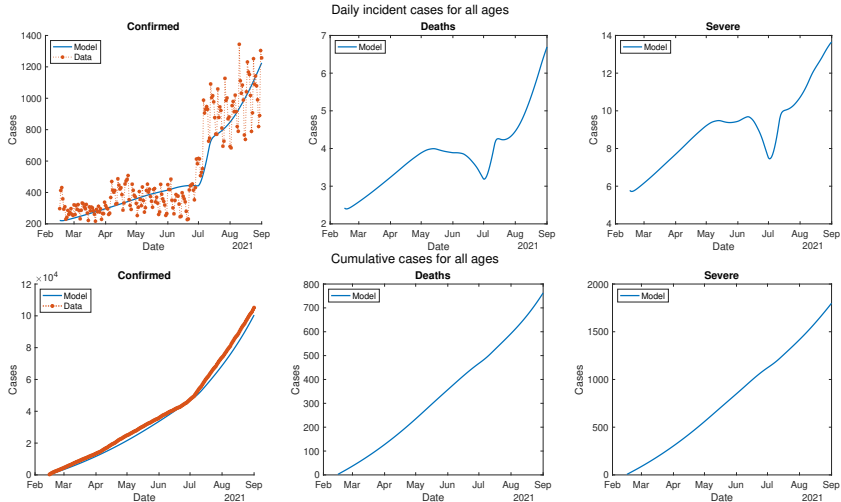 Daily incident cases for all ages
Confirmed
Deaths
Severe
1400
1200
1000
800
600
400
200
Cases
Model
Data
Feb Mar Apr May Jun Jul Aug Sep
Date
2021
7
6
5
4
3
2
Cases
Model
Feb Mar Apr May Jun Jul Aug Sep
Date
2021
14
12
10
8
6
4
Cases
Model
Feb Mar Apr May Jun Jul Aug Sep
Date
2021
Cumulative cases for all ages
Confirmed
Deaths
Severe
×10⁴
12
10
8
6
4
2
0
Cases
Model
Data
Feb Mar Apr May Jun Jul Aug Sep
Date
2021
800
700
600
500
400
300
200
100
0
Cases
Model
Feb Mar Apr May Jun Jul Aug Sep
Date
2021
2000
1500
1000
500
0
Cases
Model
Feb Mar Apr May Jun Jul Aug Sep
Date
2021